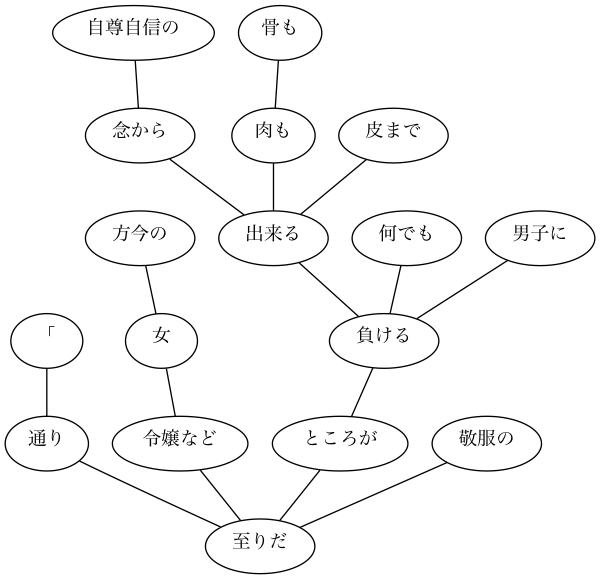 自尊自信の 骨も
念から 肉も 皮まで
方今の 出来る 何でも 男子に
「 女 負ける
通り 令嬢など ところが 敬服の
至りだ